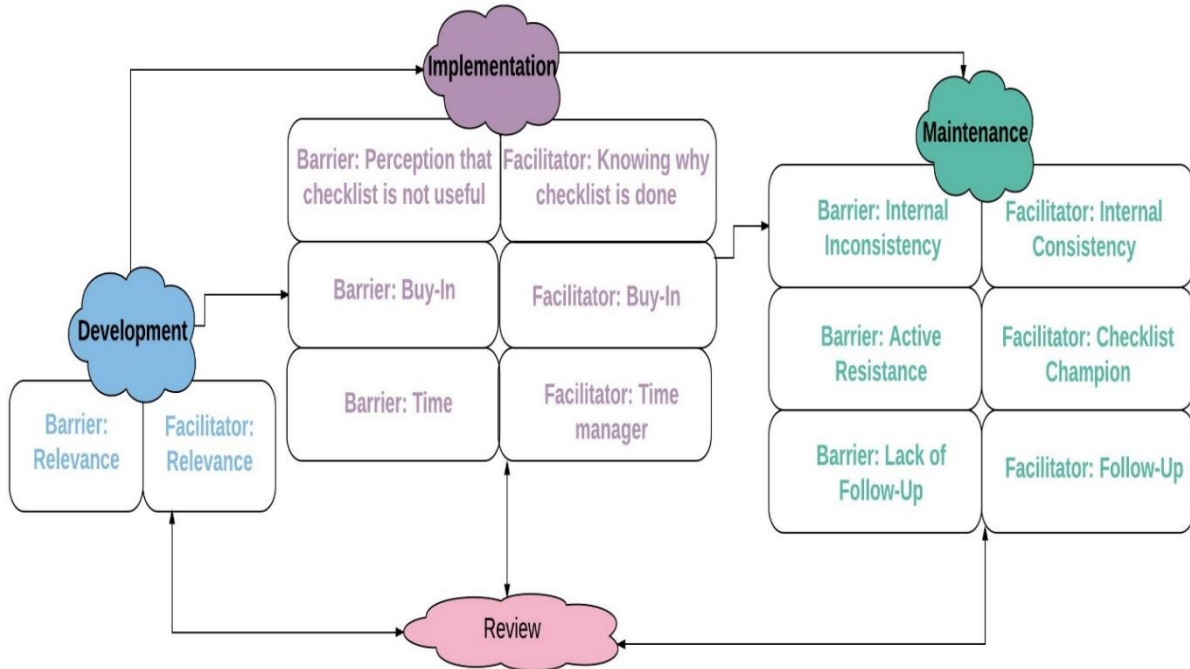 Implementation
Maintenance
Barrier: Perception that
checklist is not useful
Facilitator: Knowing why
checklist is done
Barrier: Internal
Inconsistency
Facilitator: Internal
Consistency
Barrier: Buy-In
Facilitator: Buy-In
Development
Barrier: Active
Resistance
Facilitator: Checklist
Champion
Barrier: Time
Facilitator: Time
manager
Barrier:
Relevance
Facilitator:
Relevance
Barrier: Lack of
Follow-Up
Facilitator: Follow-Up
Review